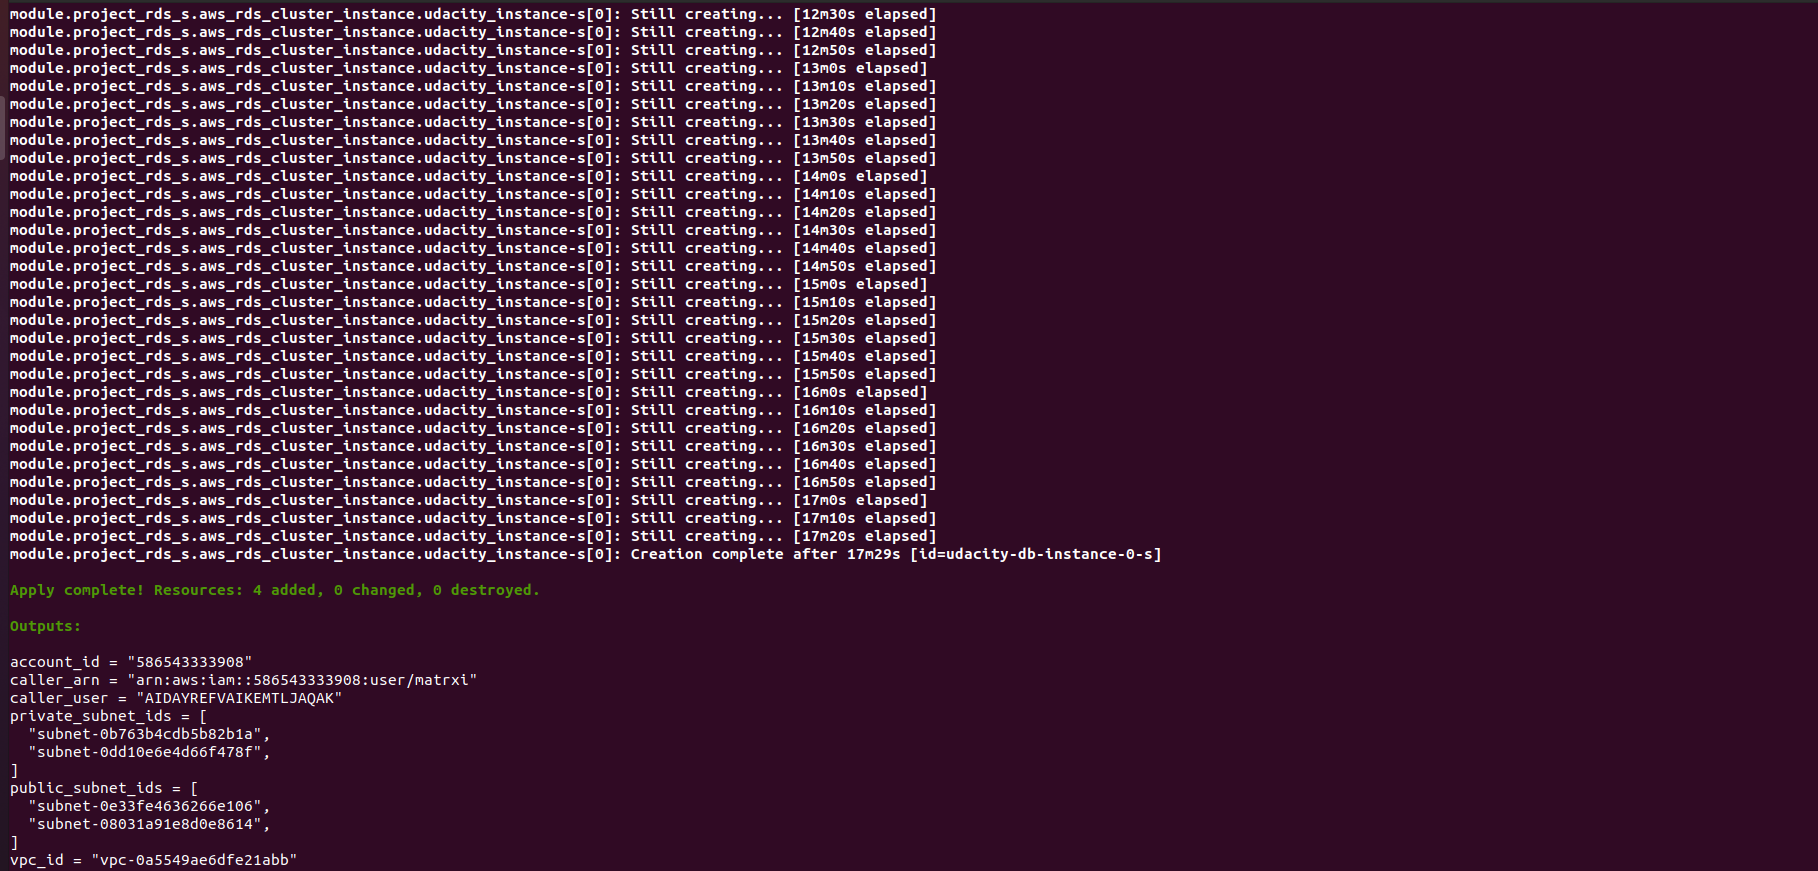 module.project_rds_s.aws_rds_cluster_instance.udacity_instance-s[0]: Still creating... [12m30s elapsed]
module.project_rds_s.aws_rds_cluster_instance.udacity_instance-s[0]: Still creating... [12m40s elapsed]
module.project_rds_s.aws_rds_cluster_instance.udacity_instance-s[0]: Still creating... [12m50s elapsed]
module.project_rds_s.aws_rds_cluster_instance.udacity_instance-s[0]: Still creating... [13m0s elapsed]
module.project_rds_s.aws_rds_cluster_instance.udacity_instance-s[0]: Still creating... [13m10s elapsed]
module.project_rds_s.aws_rds_cluster_instance.udacity_instance-s[0]: Still creating... [13m20s elapsed]
module.project_rds_s.aws_rds_cluster_instance.udacity_instance-s[0]: Still creating... [13m30s elapsed]
module.project_rds_s.aws_rds_cluster_instance.udacity_instance-s[0]: Still creating... [13m40s elapsed]
module.project_rds_s.aws_rds_cluster_instance.udacity_instance-s[0]: Still creating... [13m50s elapsed]
module.project_rds_s.aws_rds_cluster_instance.udacity_instance-s[0]: Still creating... [14m0s elapsed]
module.project_rds_s.aws_rds_cluster_instance.udacity_instance-s[0]: Still creating... [14m10s elapsed]
module.project_rds_s.aws_rds_cluster_instance.udacity_instance-s[0]: Still creating... [14m20s elapsed]
module.project_rds_s.aws_rds_cluster_instance.udacity_instance-s[0]: Still creating... [14m30s elapsed]
module.project_rds_s.aws_rds_cluster_instance.udacity_instance-s[0]: Still creating... [14m40s elapsed]
module.project_rds_s.aws_rds_cluster_instance.udacity_instance-s[0]: Still creating... [14m50s elapsed]
module.project_rds_s.aws_rds_cluster_instance.udacity_instance-s[0]: Still creating... [15m0s elapsed]
module.project_rds_s.aws_rds_cluster_instance.udacity_instance-s[0]: Still creating... [15m10s elapsed]
module.project_rds_s.aws_rds_cluster_instance.udacity_instance-s[0]: Still creating... [15m20s elapsed]
module.project_rds_s.aws_rds_cluster_instance.udacity_instance-s[0]: Still creating... [15m30s elapsed]
module.project_rds_s.aws_rds_cluster_instance.udacity_instance-s[0]: Still creating... [15m40s elapsed]
module.project_rds_s.aws_rds_cluster_instance.udacity_instance-s[0]: Still creating... [15m50s elapsed]
module.project_rds_s.aws_rds_cluster_instance.udacity_instance-s[0]: Still creating... [16m0s elapsed]
module.project_rds_s.aws_rds_cluster_instance.udacity_instance-s[0]: Still creating... [16m10s elapsed]
module.project_rds_s.aws_rds_cluster_instance.udacity_instance-s[0]: Still creating... [16m20s elapsed]
module.project_rds_s.aws_rds_cluster_instance.udacity_instance-s[0]: Still creating... [16m30s elapsed]
module.project_rds_s.aws_rds_cluster_instance.udacity_instance-s[0]: Still creating... [16m40s elapsed]
module.project_rds_s.aws_rds_cluster_instance.udacity_instance-s[0]: Still creating... [16m50s elapsed]
module.project_rds_s.aws_rds_cluster_instance.udacity_instance-s[0]: Still creating... [17m0s elapsed]
module.project_rds_s.aws_rds_cluster_instance.udacity_instance-s[0]: Still creating... [17m10s elapsed]
module.project_rds_s.aws_rds_cluster_instance.udacity_instance-s[0]: Still creating... [17m20s elapsed]
module.project_rds_s.aws_rds_cluster_instance.udacity_instance-s[0]: Creation complete after 17m29s [id=udacity-db-instance-0-s]
Apply complete! Resources: 4 added, 0 changed, 0 destroyed.
Outputs:
account_id = "586543333908"
caller_arn = "arn:aws:iam::586543333908:user/matrxi"
caller_user = "AIDAYREFVAIKEMTLJAQAK"
private_subnet_ids = [
  "subnet-0b763b4cdb5b82b1a",
  "subnet-0dd10e6e4d66f478f",
]
public_subnet_ids = [
  "subnet-0e33fe4636266e106",
  "subnet-08031a91e8d0e8614",
]
vpc_id = "vpc-0a5549ae6dfe21abb"